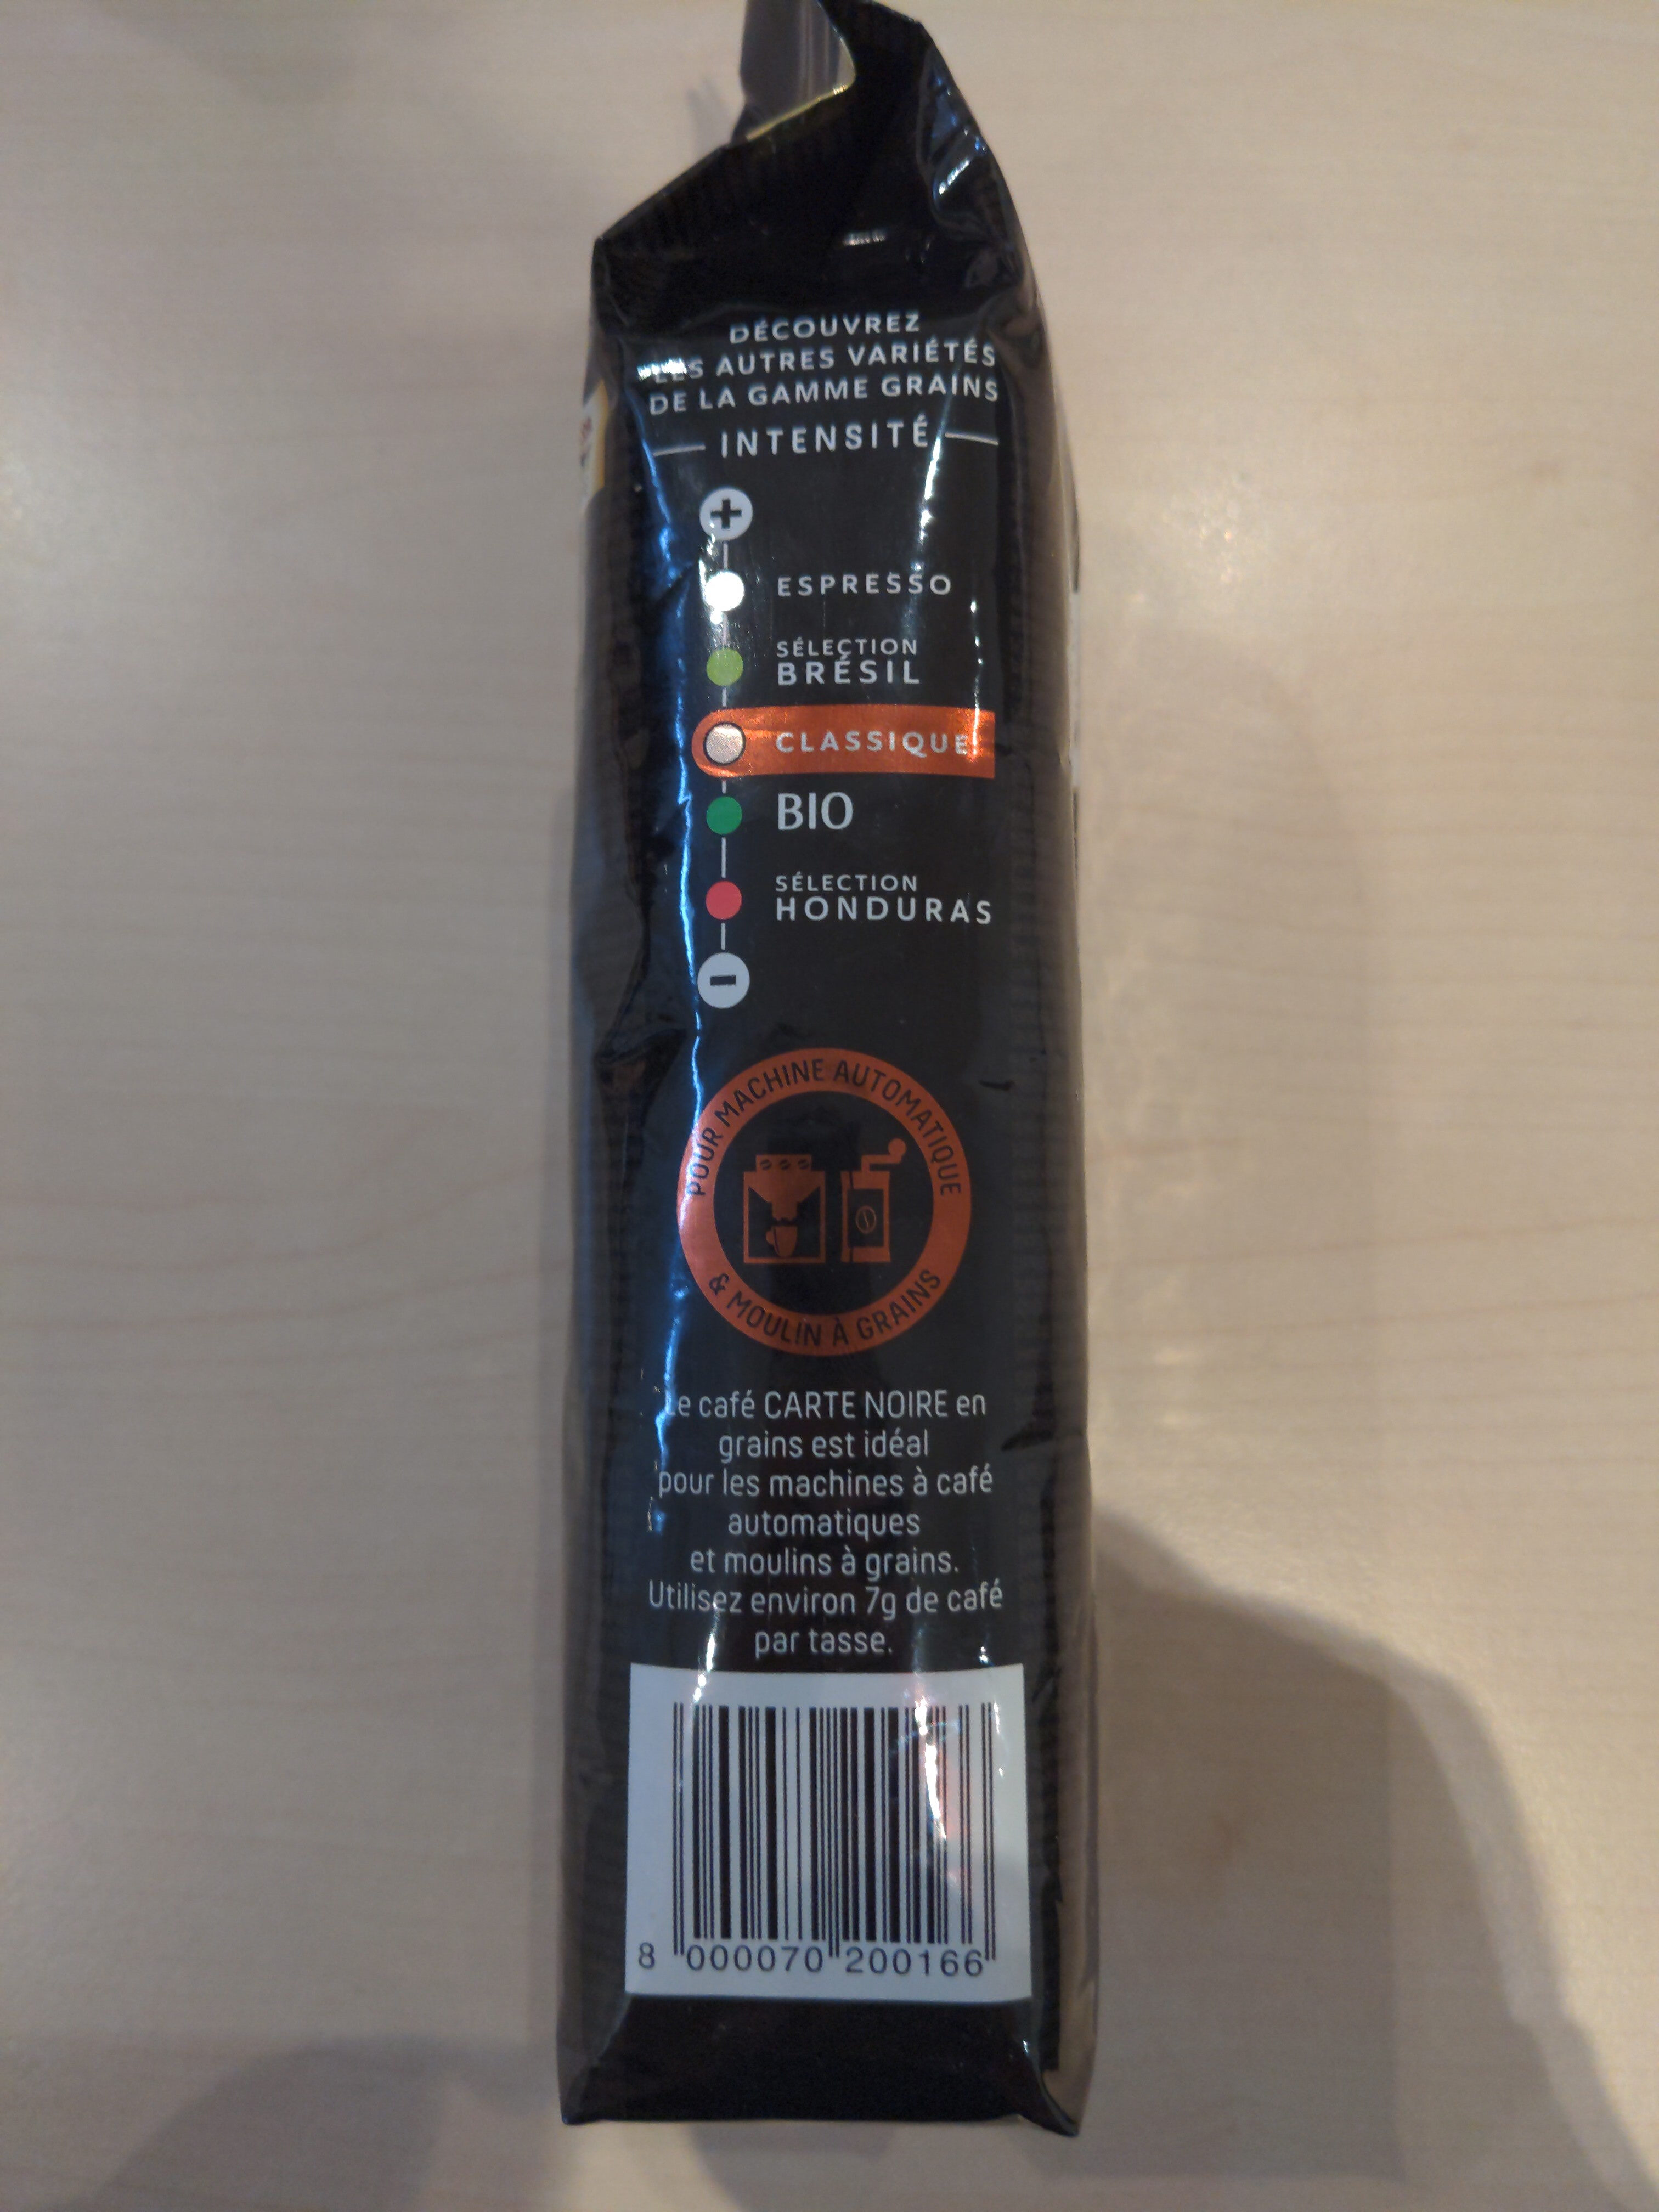 DÉCOUVREZ
LES AUTRES VARIÉTÉS
DE LA GAMME GRAINS
INTENSITÉ
+
ESPRESSO
SÉLECTION
BRÉSIL
CLASSIQUE
BIO
SÉLECTION
HONDURAS
-
POUR MACHINE AUTOMATIQUE
& MOULIN À GRAINS
Le café CARTE NOIRE en
grains est idéal
pour les machines à café
automatiques
et moulins à grains.
Utilisez environ 7g de café
par tasse.
8 000070 200166